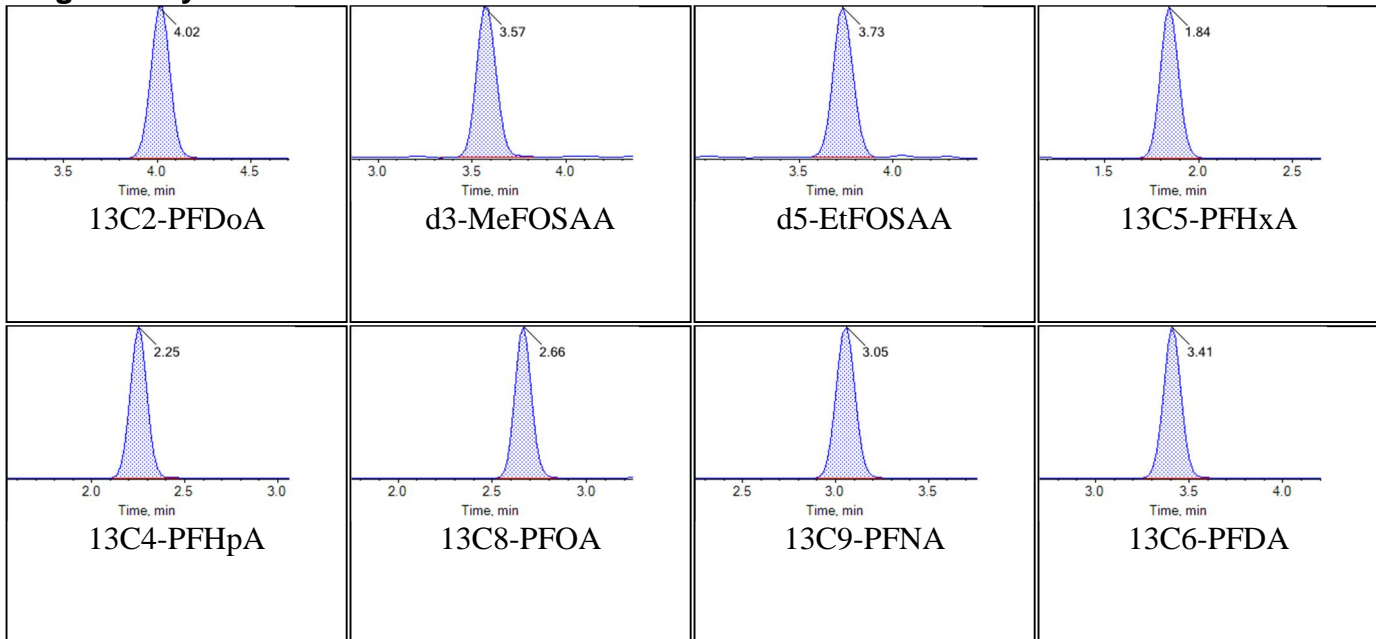 4.02
3.5 4.0 4.5
Time, min
13C2-PFDoA
3.57
3.0 3.5 4.0
Time, min
d3-MeFOSAA
3.73
3.5 4.0
Time, min
d5-EtFOSAA
1.84
1.5 2.0 2.5
Time, min
13C5-PFHxA
2.25
2.0 2.5 3.0
Time, min
13C4-PFHpA
2.66
2.0 2.5 3.0
Time, min
13C8-PFOA
3.05
2.5 3.0 3.5
Time, min
13C9-PFNA
3.41
3.0 3.5 4.0
Time, min
13C6-PFDA